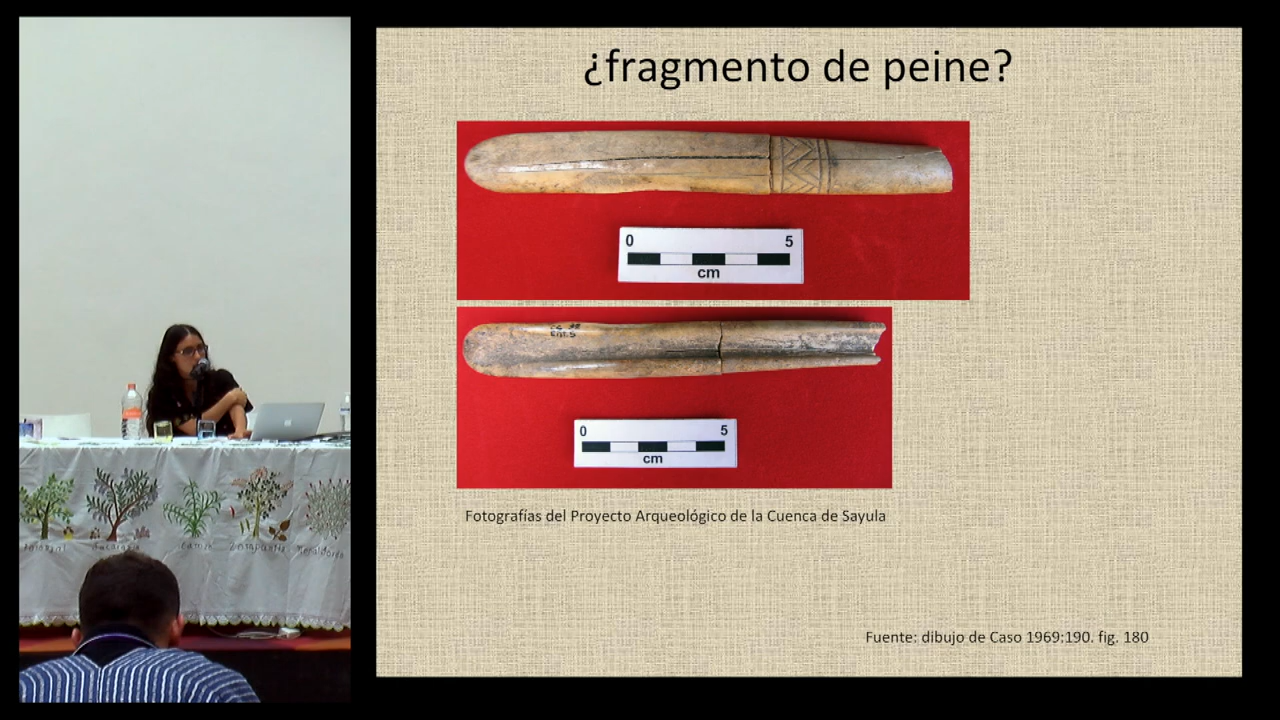 ¿fragmento de peine?
0 5
cm
0 5
cm
Fotografías del Proyecto Arqueológico de la Cuenca de Sayula
Fuente: dibujo de Caso 1969:190. fig. 180